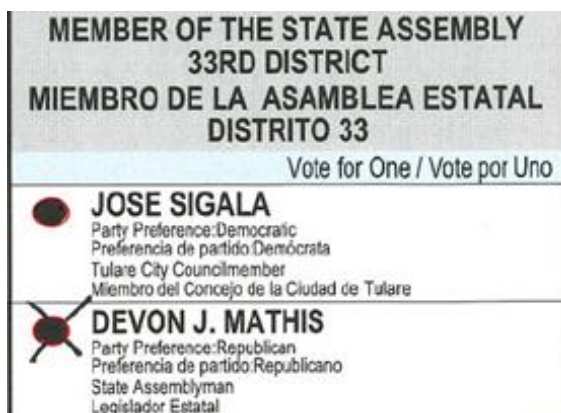 MEMBER OF THE STATE ASSEMBLY
33RD DISTRICT
MIEMBRO DE LA ASAMBLEA ESTATAL
DISTRITO 33
Vote for One / Vote por Uno
JOSE SIGALA
Party Preference:Democratic
Preferencia de partido:Demócrata
Tulare City Councilmember
Miembro del Concejo de la Ciudad de Tulare
DEVON J. MATHIS
Party Preference:Republican
Preferencia de partido:Republicano
State Assemblyman
Legislador Estatal